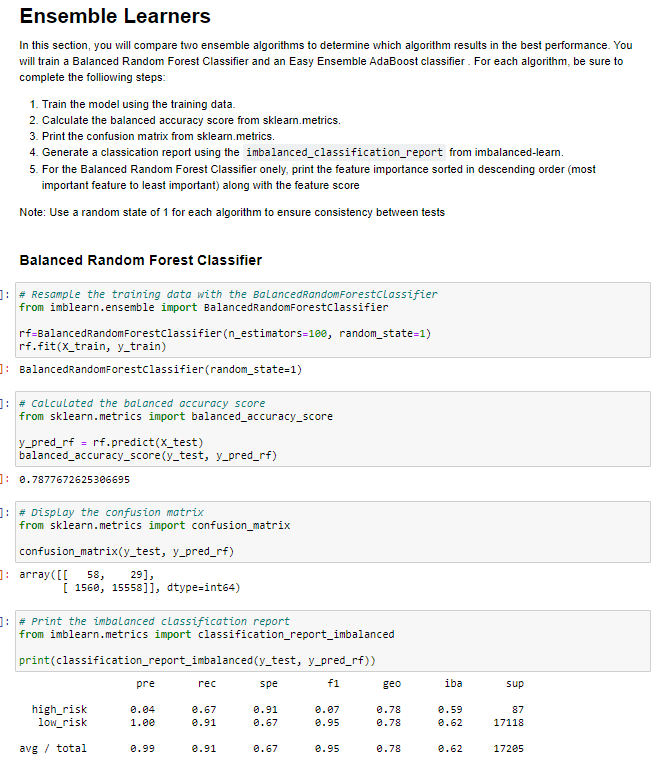 Ensemble Learners
In this section, you will compare two ensemble algorithms to determine which algorithm results in the best performance. You
will train a Balanced Random Forest Classifier and an Easy Ensemble AdaBoost classifier . For each algorithm, be sure to
complete the following steps:
1. Train the model using the training data.
2. Calculate the balanced accuracy score from sklearn.metrics.
3. Print the confusion matrix from sklearn.metrics.
4. Generate a classication report using the imbalanced_classification_report from imbalanced-learn.
5. For the Balanced Random Forest Classifier onely, print the feature importance sorted in descending order (most
important feature to least important) along with the feature score
Note: Use a random state of 1 for each algorithm to ensure consistency between tests
Balanced Random Forest Classifier
]: # Resample the training data with the BalancedRandomForestClassifier
from imblearn.ensemble import BalancedRandomForestClassifier
rf=BalancedRandomForestClassifier(n_estimators=100, random_state=1)
rf.fit(X_train, y_train)
]: BalancedRandomForestClassifier(random_state=1)
]: # Calculated the balanced accuracy score
from sklearn.metrics import balanced_accuracy_score
y_pred_rf = rf.predict(X_test)
balanced_accuracy_score(y_test, y_pred_rf)
]: 0.7877672625306695
]: # Display the confusion matrix
from sklearn.metrics import confusion_matrix
confusion_matrix(y_test, y_pred_rf)
]: array([[   58,    29],
[ 1560, 15558]], dtype=int64)
]: # Print the imbalanced classification report
from imblearn.metrics import classification_report_imbalanced
print(classification_report_imbalanced(y_test, y_pred_rf))
pre rec spe f1 geo iba sup
high_risk 0.04 0.67 0.91 0.07 0.78 0.59 87
low_risk 1.00 0.91 0.67 0.95 0.78 0.62 17118
avg / total 0.99 0.91 0.67 0.95 0.78 0.62 17205